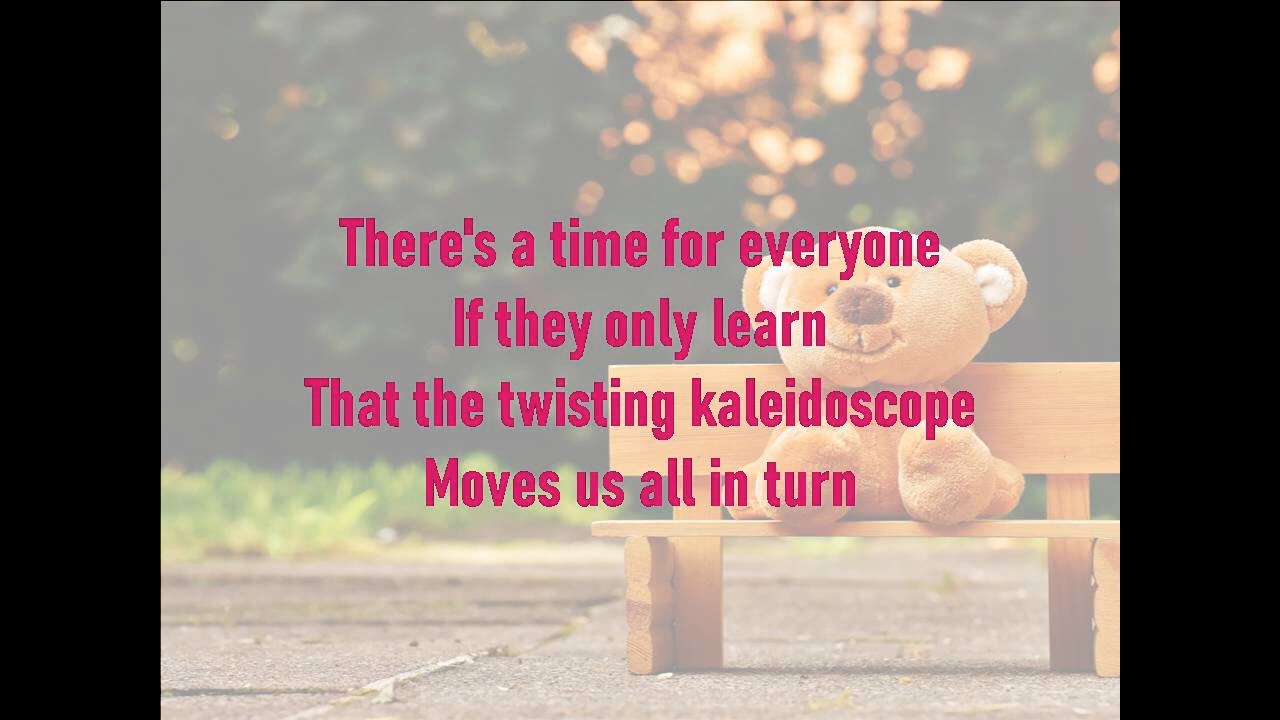 There's a time for everyone
If they only learn
That the twisting kaleidoscope
Moves us all in turn